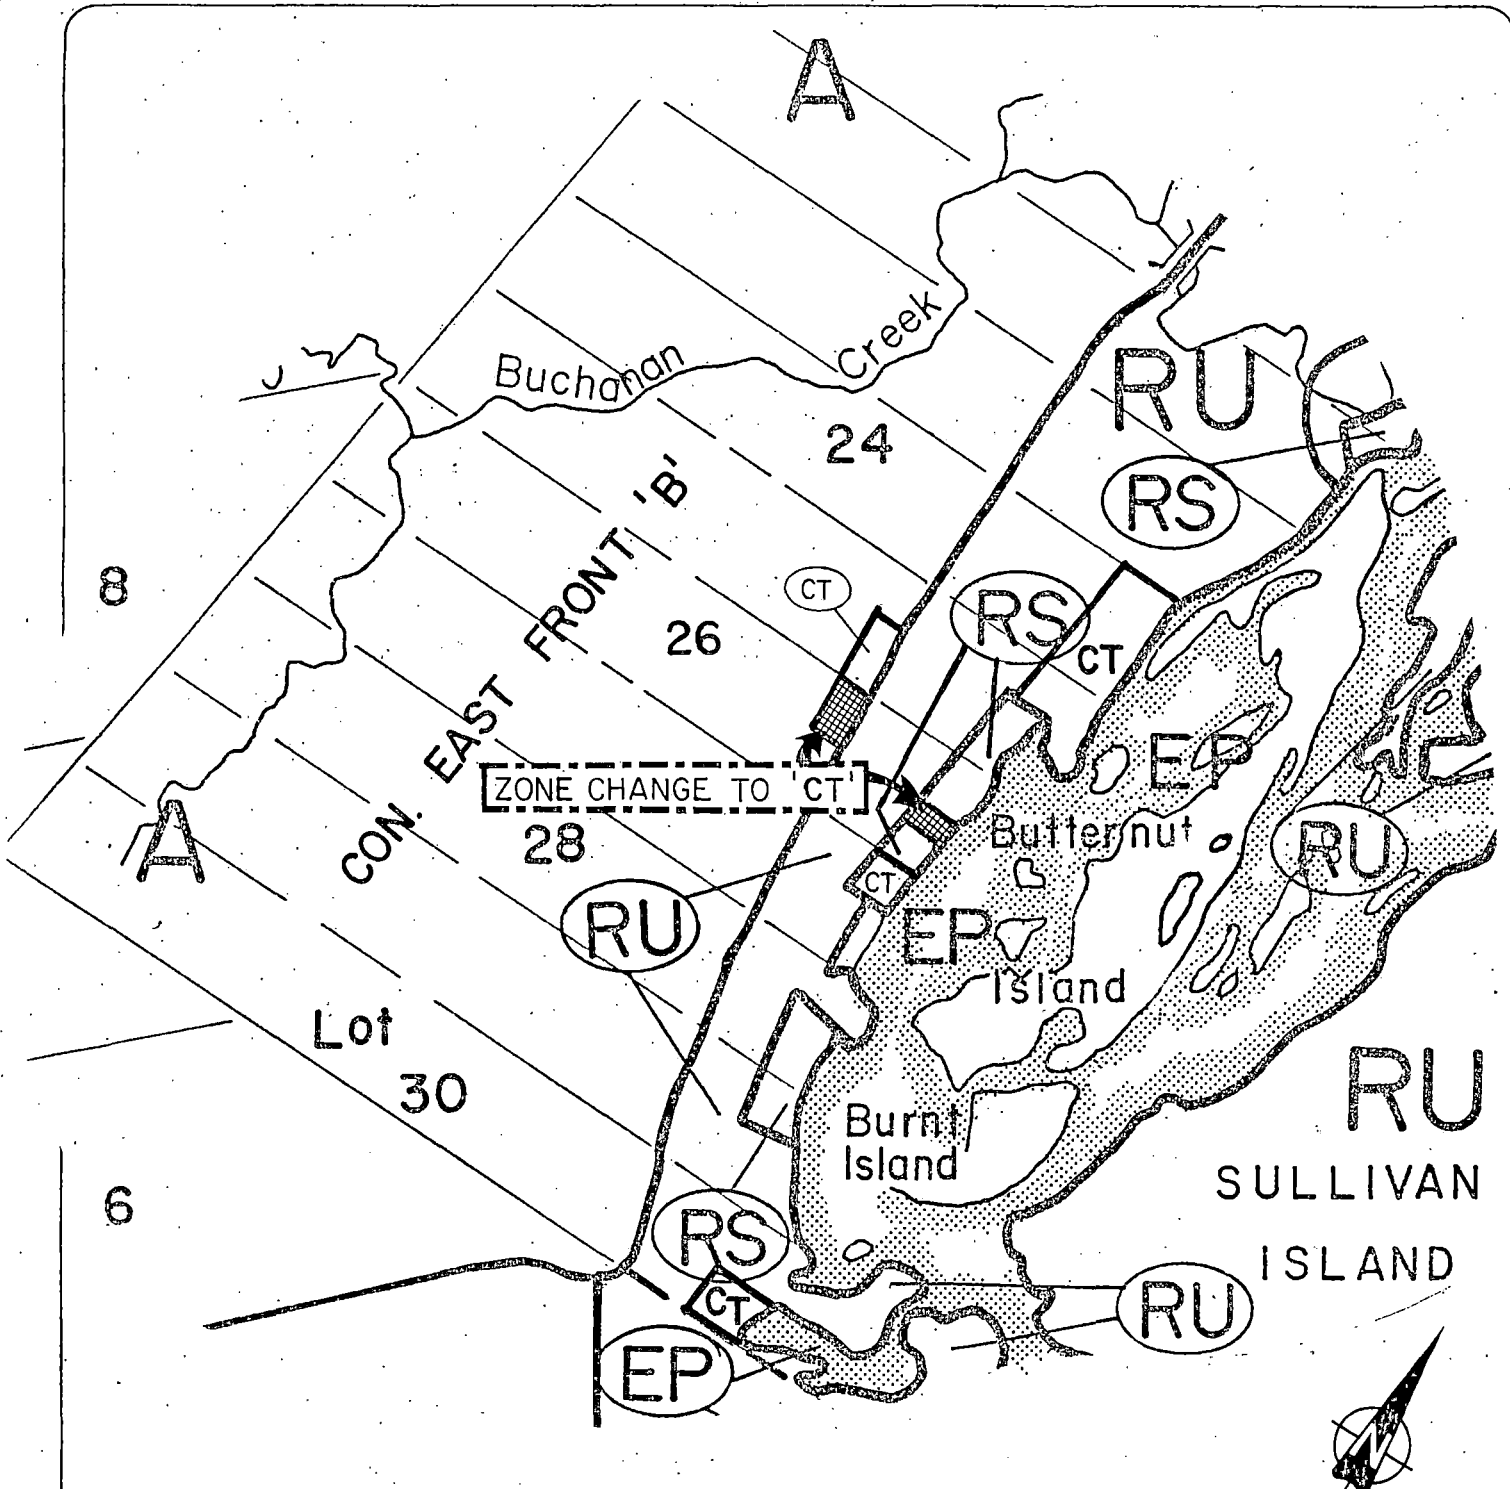 A
Buchanan Creek
RU
24
RS
CON. EAST FRONT 'B'
8
CT
RS
26
CT
EP
ZONE CHANGE TO 'CT'
28
Butternut
RU
A
CT
RU
EP
Island
Lot
30
RU
Burnt
Island
6
SULLIVAN
ISLAND
RS
CT
RU
EP
N